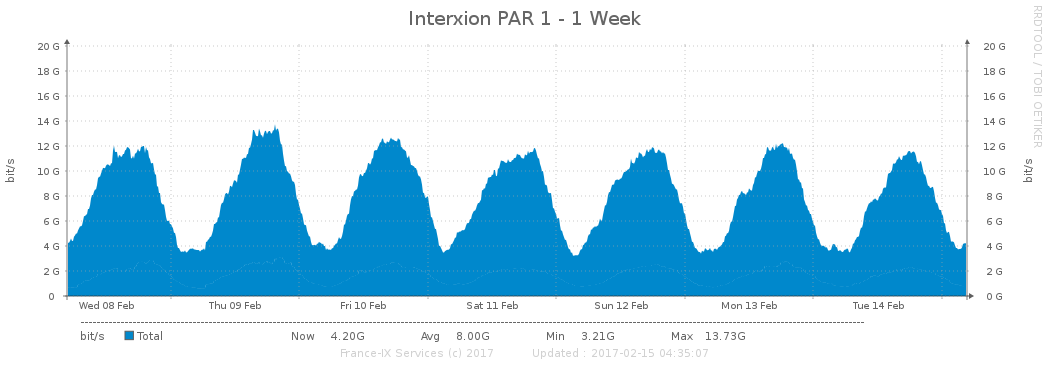 Interxion PAR 1 - 1 Week
RRDTOOL / TOBI OETIKER
bit/s
20 G
18 G
16 G
14 G
12 G
10 G
8 G
6 G
4 G
2 G
0
20 G
18 G
16 G
14 G
12 G
10 G
8 G
6 G
4 G
2 G
0 G
bit/s
Wed 08 Feb Thu 09 Feb Fri 10 Feb Sat 11 Feb Sun 12 Feb Mon 13 Feb Tue 14 Feb
bit/s Total Now 4.20G Avg 8.00G Min 3.21G Max 13.73G
France-IX Services (c) 2017 Updated : 2017-02-15 04:35:07